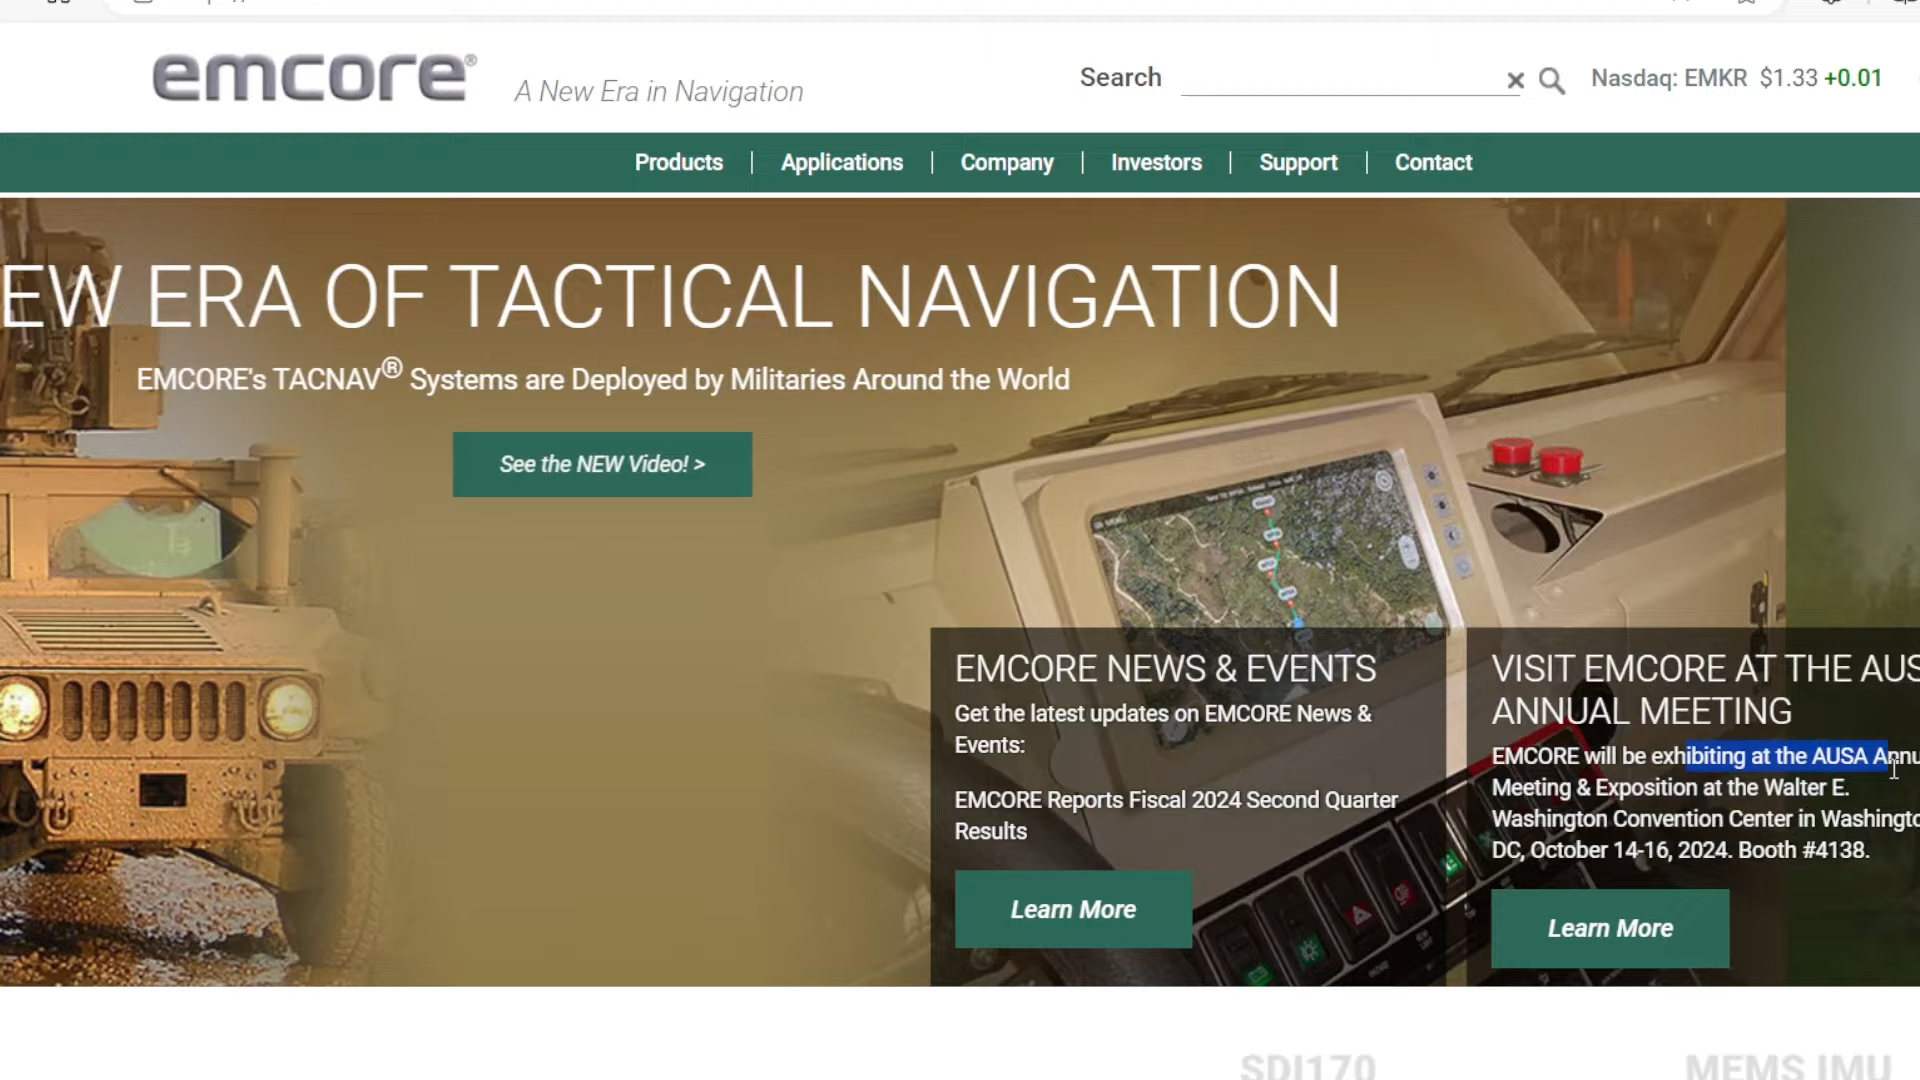 emcore®
A New Era in Navigation
Search
Nasdaq: EMKR $1.33 +0.01
Products | Applications | Company | Investors | Support | Contact
EW ERA OF TACTICAL NAVIGATION
EMCORE's TACNAV® Systems are Deployed by Militaries Around the World
See the NEW Video! >
EMCORE NEWS & EVENTS
Get the latest updates on EMCORE News &
Events:
EMCORE Reports Fiscal 2024 Second Quarter
Results
Learn More
VISIT EMCORE AT THE AUS
ANNUAL MEETING
EMCORE will be exhibiting at the AUSA Annu
Meeting & Exposition at the Walter E.
Washington Convention Center in Washingto
DC, October 14-16, 2024. Booth #4138.
Learn More
SDI170
MEMS IMU